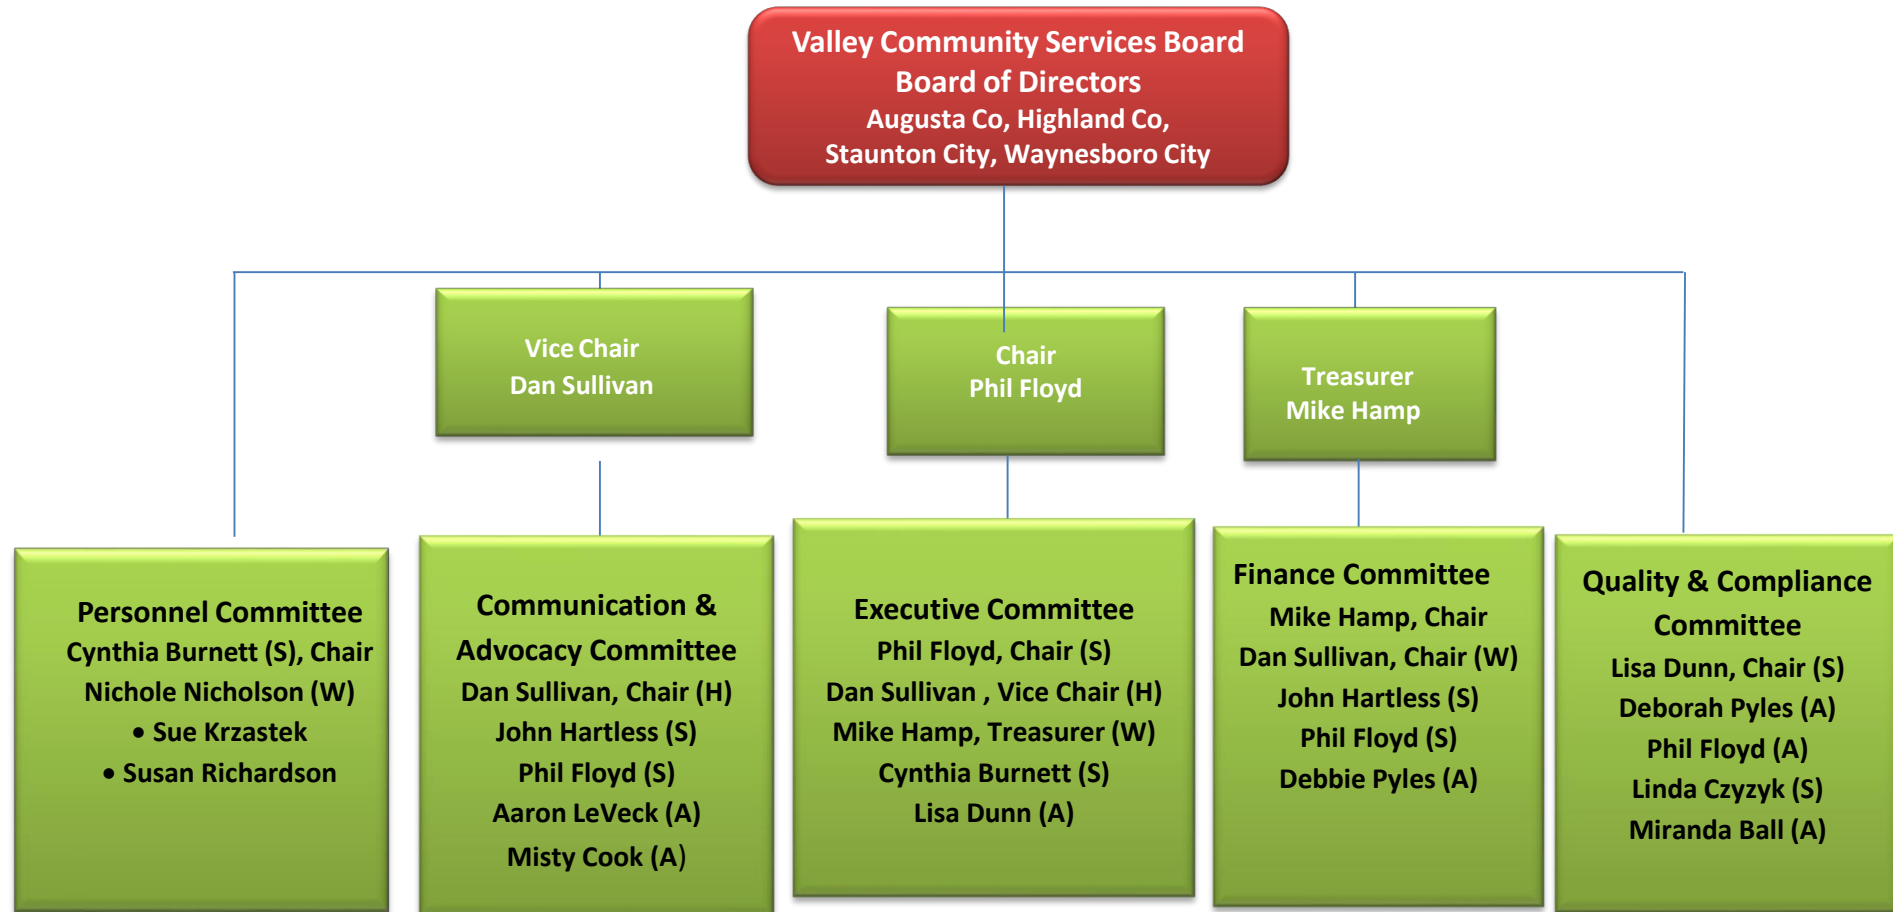 Valley Community Services Board
Board of Directors
Augusta Co, Highland Co,
Staunton City, Waynesboro City
Vice Chair
Dan Sullivan
Chair
Phil Floyd
Treasurer
Mike Hamp
Personnel Committee
Cynthia Burnett (S), Chair
Nichole Nicholson (W)
• Sue Krzastek
• Susan Richardson
Communication &
Advocacy Committee
Dan Sullivan, Chair (H)
John Hartless (S)
Phil Floyd (S)
Aaron LeVeck (A)
Misty Cook (A)
Executive Committee
Phil Floyd, Chair (S)
Dan Sullivan , Vice Chair (H)
Mike Hamp, Treasurer (W)
Cynthia Burnett (S)
Lisa Dunn (A)
Finance Committee
Mike Hamp, Chair
Dan Sullivan, Chair (W)
John Hartless (S)
Phil Floyd (S)
Debbie Pyles (A)
Quality & Compliance
Committee
Lisa Dunn, Chair (S)
Deborah Pyles (A)
Phil Floyd (A)
Linda Czyzyk (S)
Miranda Ball (A)